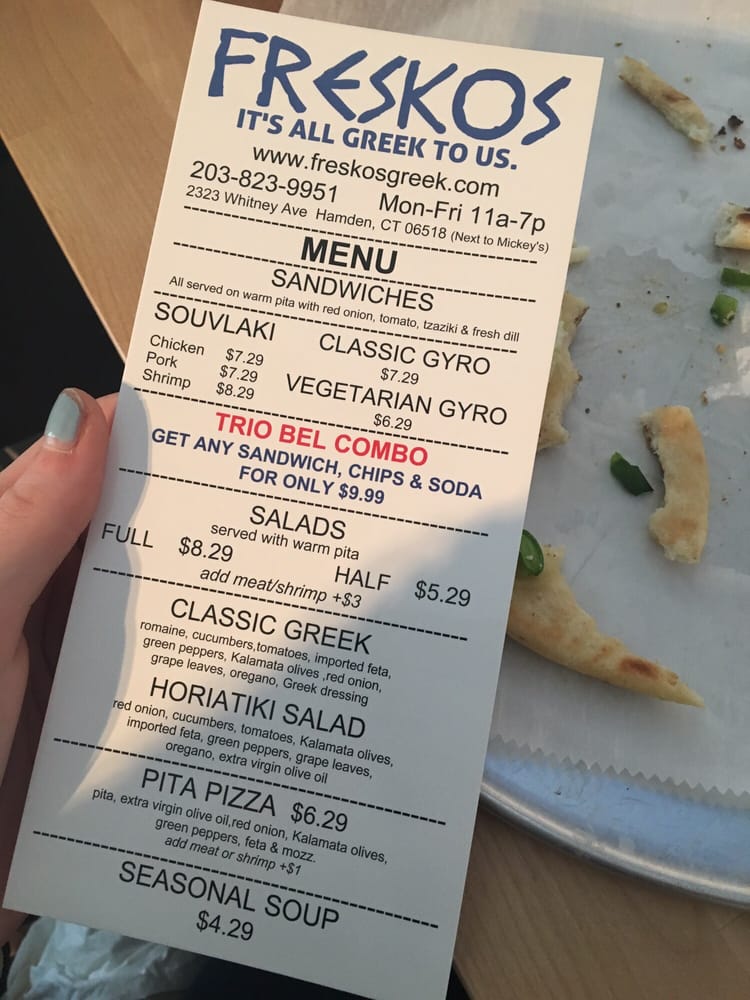 FRESKOS
IT'S ALL GREEK TO US.
www.freskosgreek.com
203-823-9951 Mon-Fri 11a-7p
2323 Whitney Ave Hamden, CT 06518 (Next to Mickey's)
MENU
SANDWICHES
All served on warm pita with red onion, tomato, tzaziki & fresh dill
SOUVLAKI
Chicken $7.29
Pork $7.29
Shrimp $8.29
CLASSIC GYRO
$7.29
VEGETARIAN GYRO
$6.29
TRIO BEL COMBO
GET ANY SANDWICH, CHIPS & SODA
FOR ONLY $9.99
SALADS
served with warm pita
FULL $8.29 HALF $5.29
add meat/shrimp +$3
CLASSIC GREEK
romaine, cucumbers,tomatoes, imported feta,
green peppers, Kalamata olives ,red onion,
grape leaves, oregano, Greek dressing
HORIATIKI SALAD
red onion, cucumbers, tomatoes, Kalamata olives,
imported feta, green peppers, grape leaves,
oregano, extra virgin olive oil
PITA PIZZA $6.29
pita, extra virgin olive oil,red onion, Kalamata olives,
green peppers, feta & mozz.
add meat or shrimp +$1
SEASONAL SOUP
$4.29